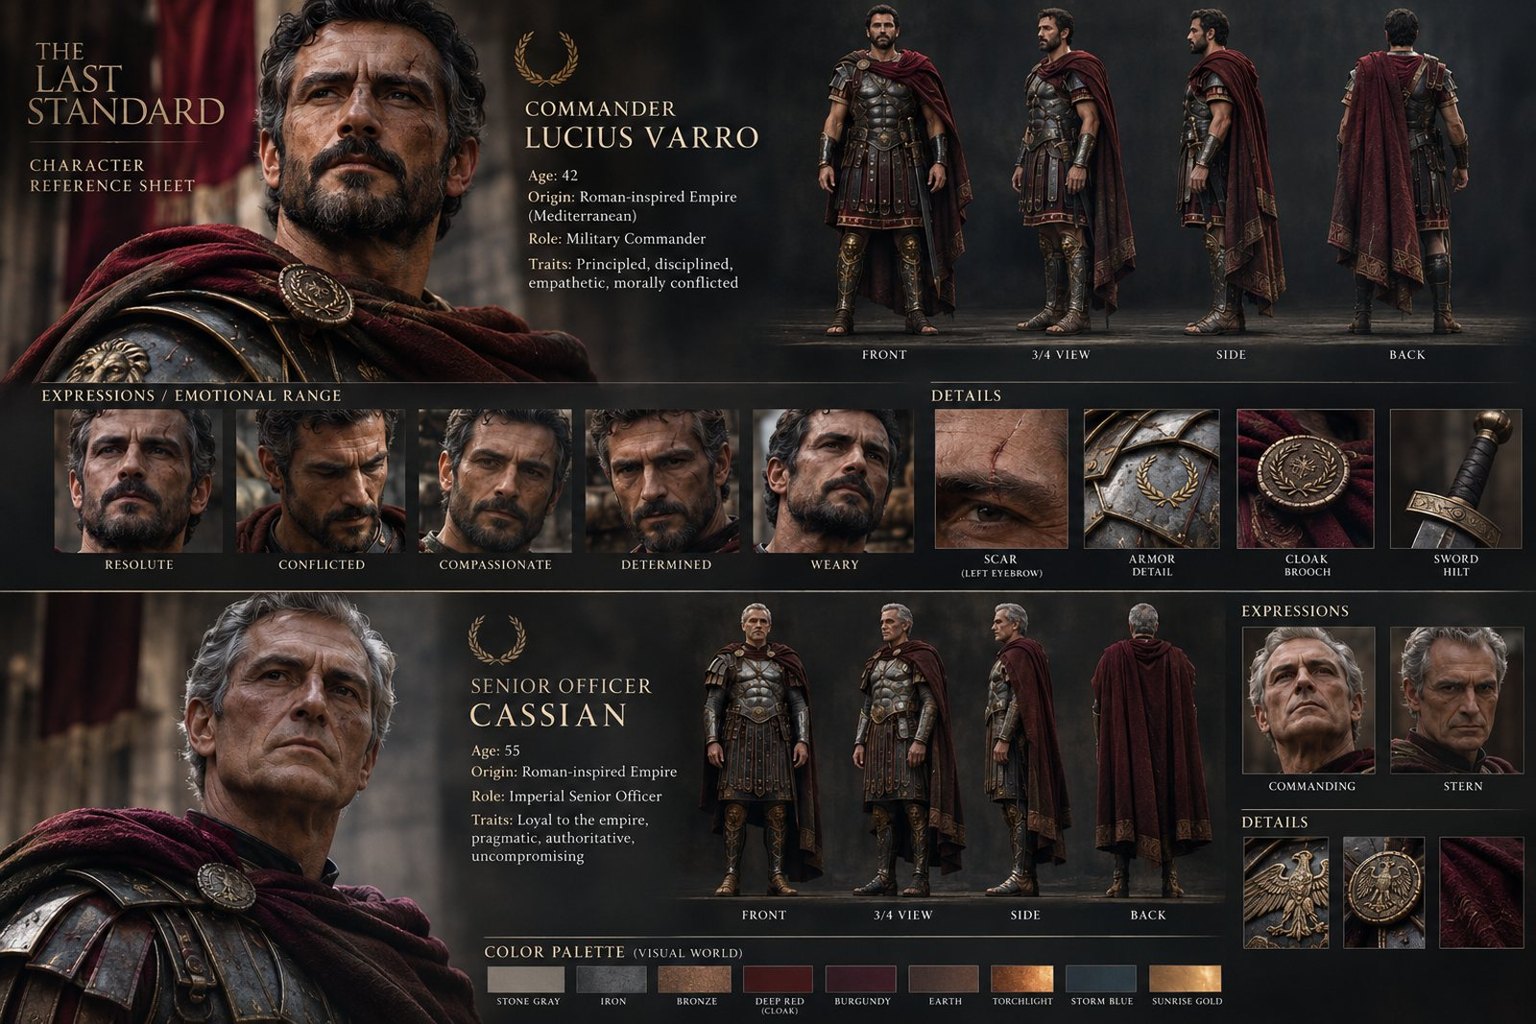 THE
LAST
STANDARD
CHARACTER
REFERENCE SHEET
COMMANDER
LUCIUS VARRO
Age: 42
Origin: Roman-inspired Empire
(Mediterranean)
Role: Military Commander
Traits: Principled, disciplined,
empathetic, morally conflicted
FRONT
3/4 VIEW
SIDE
BACK
EXPRESSIONS / EMOTIONAL RANGE
RESOLUTE
CONFLICTED
COMPASSIONATE
DETERMINED
WEARY
DETAILS
SCAR
(LEFT EYEBROW)
ARMOR
DETAIL
CLOAK
BROOCH
SWORD
HILT
SENIOR OFFICER
CASSIAN
Age: 55
Origin: Roman-inspired Empire
Role: Imperial Senior Officer
Traits: Loyal to the empire,
pragmatic, authoritative,
uncompromising
FRONT
3/4 VIEW
SIDE
BACK
EXPRESSIONS
COMMANDING
STERN
DETAILS
COLOR PALETTE (VISUAL WORLD)
STONE GRAY
IRON
BRONZE
DEEP RED
(CLOAK)
BURGUNDY
EARTH
TORCHLIGHT
STORM BLUE
SUNRISE GOLD